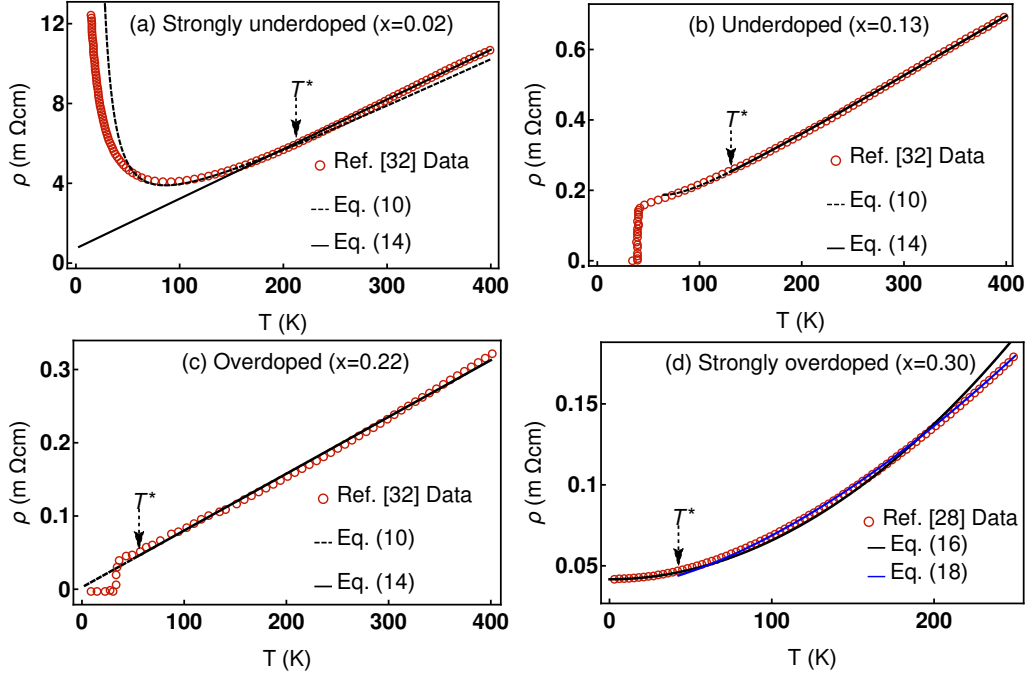 (a) Strongly underdoped (x=0.02)
12
8
4
0
ρ (m Ωcm)
T*
Ref. [32] Data
Eq. (10)
Eq. (14)
0 100 200 300 400
T (K)
(b) Underdoped (x=0.13)
0.6
0.4
0.2
0.
ρ (m Ωcm)
T*
Ref. [32] Data
Eq. (10)
Eq. (14)
0 100 200 300 400
T (K)
(c) Overdoped (x=0.22)
0.3
0.2
0.1
0
ρ (m Ωcm)
T*
Ref. [32] Data
Eq. (10)
Eq. (14)
0 100 200 300 400
T (K)
(d) Strongly overdoped (x=0.30)
0.15
0.10
0.05
0
ρ (m Ωcm)
T*
Ref. [28] Data
Eq. (16)
Eq. (18)
0 100 200
T (K)